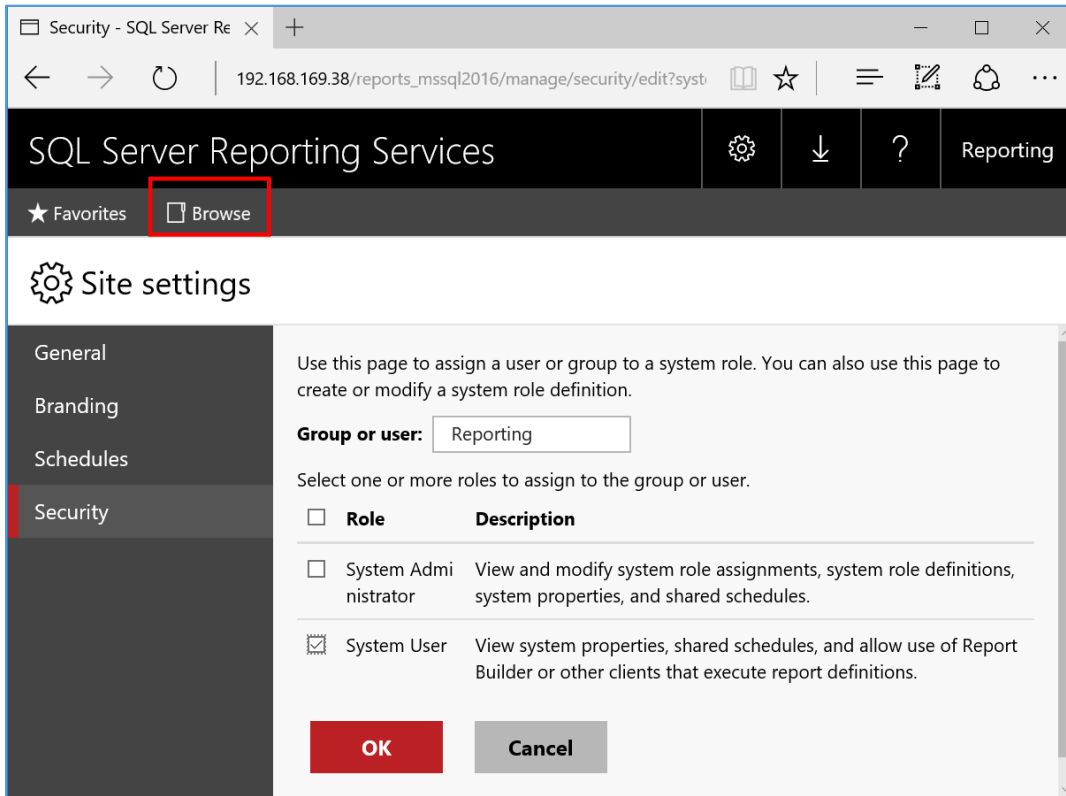 Security - SQL Server Re
192.168.169.38/reports_mssql2016/manage/security/edit?syst
SQL Server Reporting Services
? Reporting
Favorites Browse
Site settings
General
Branding
Schedules
Security
Use this page to assign a user or group to a system role. You can also use this page to
create or modify a system role definition.
Group or user: Reporting
Select one or more roles to assign to the group or user.
Role Description
System Admi View and modify system role assignments, system role definitions,
nistrator system properties, and shared schedules.
System User View system properties, shared schedules, and allow use of Report
Builder or other clients that execute report definitions.
OK Cancel